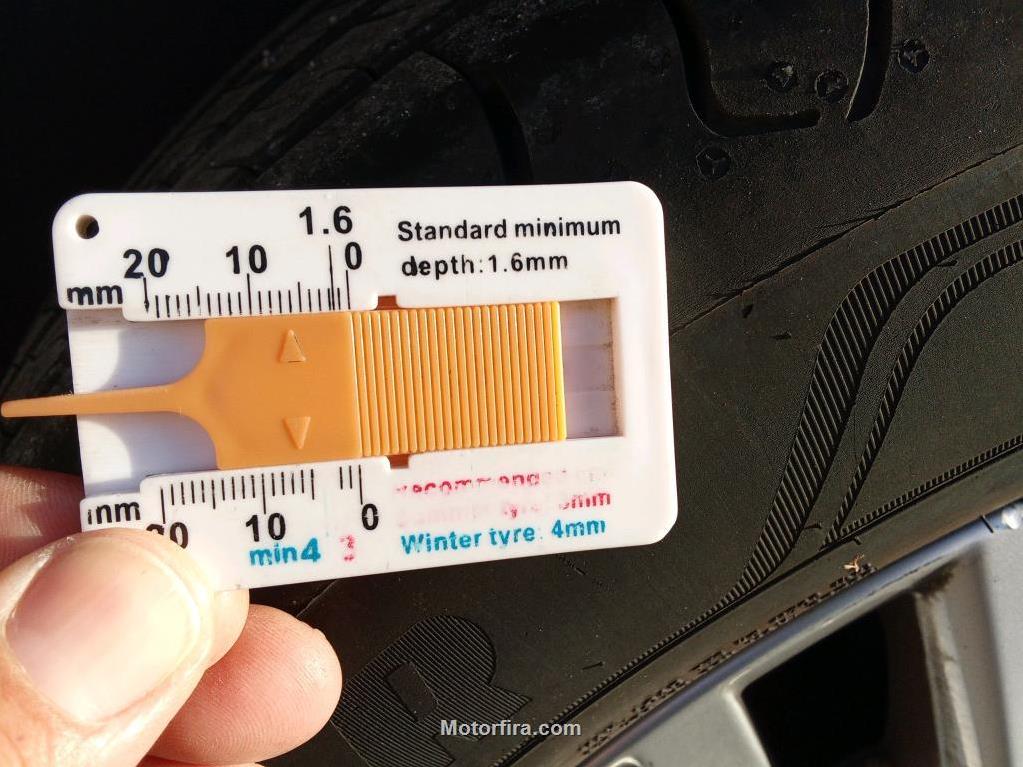 1.6
20 10 0
mm
Standard minimum
depth:1.6mm
mm
10 0
min4 3
Winter tyre: 4mm
Motorfira.com